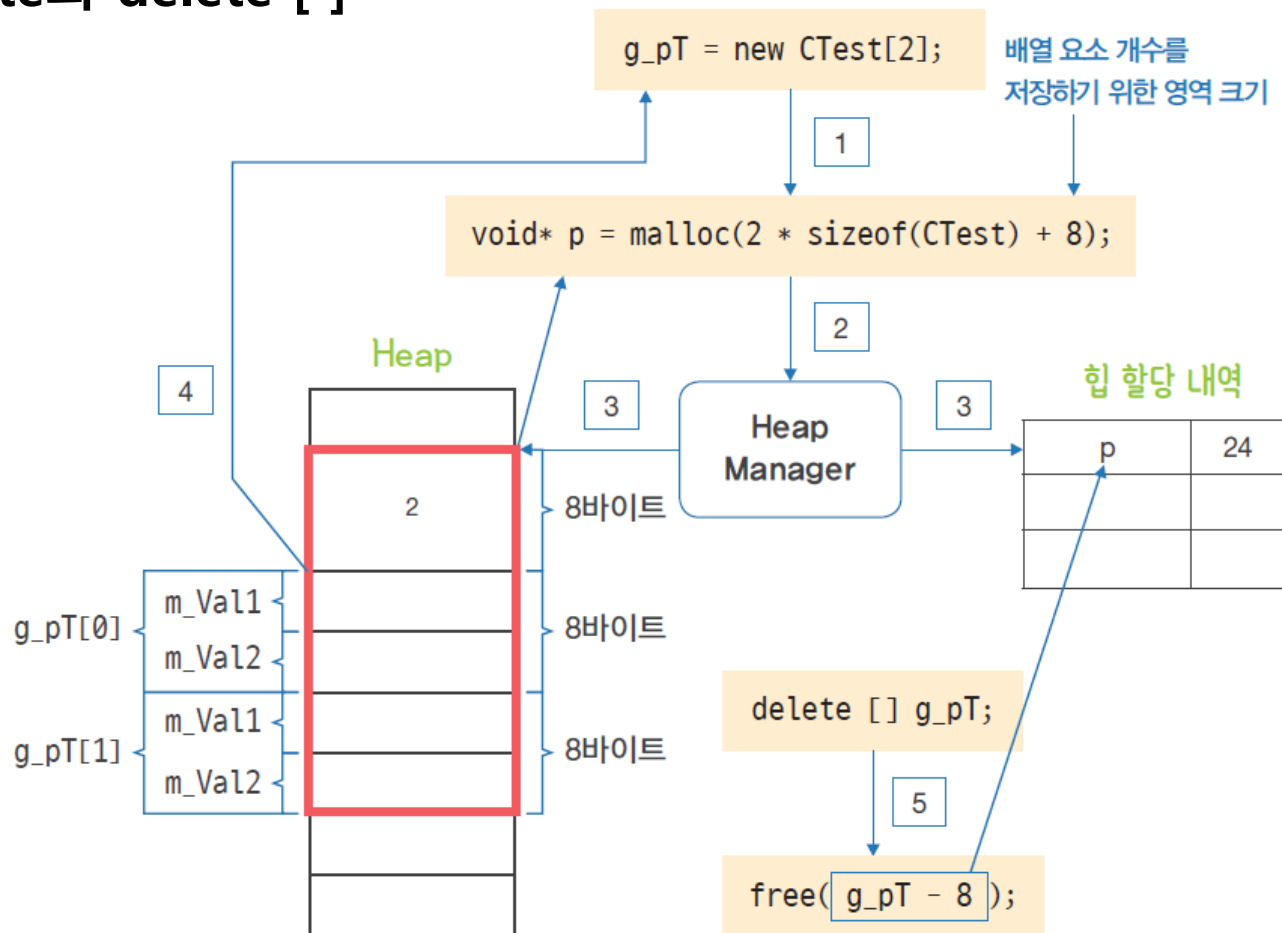 delete [ ]
g_pT = new CTest[2];
배열 요소 개수를
저장하기 위한 영역 크기
1
void* p = malloc(2 * sizeof(CTest) + 8);
2
Heap
4
3
Heap
Manager
3
힙 할당 내역
p 24
2
8바이트
g_pT[0]
m_Val1
m_Val2
8바이트
g_pT[1]
m_Val1
m_Val2
8바이트
delete [] g_pT;
5
free( g_pT - 8 );